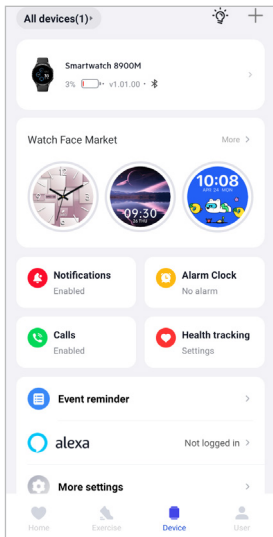 All devices(1)
Smartwatch 8900M
3% v1.01.00
Watch Face Market More
09:30
10:08
APR 24 MON
Notifications
Enabled
Alarm Clock
No alarm
Calls
Enabled
Health tracking
Settings
Event reminder
alexa Not logged in
More settings
Home Exercise Device User